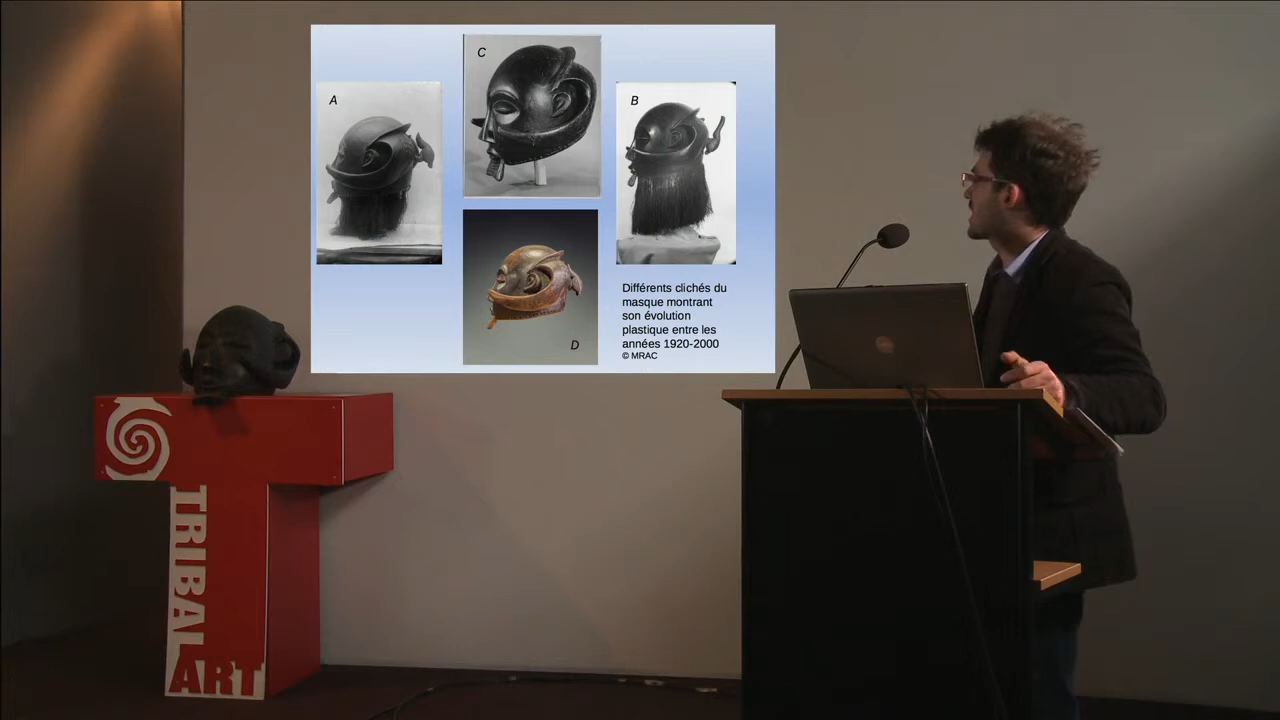 C
A
B
D
Différents clichés du
masque montrant
son évolution
plastique entre les
années 1920-2000
© MRAC
TRIBAL
ART